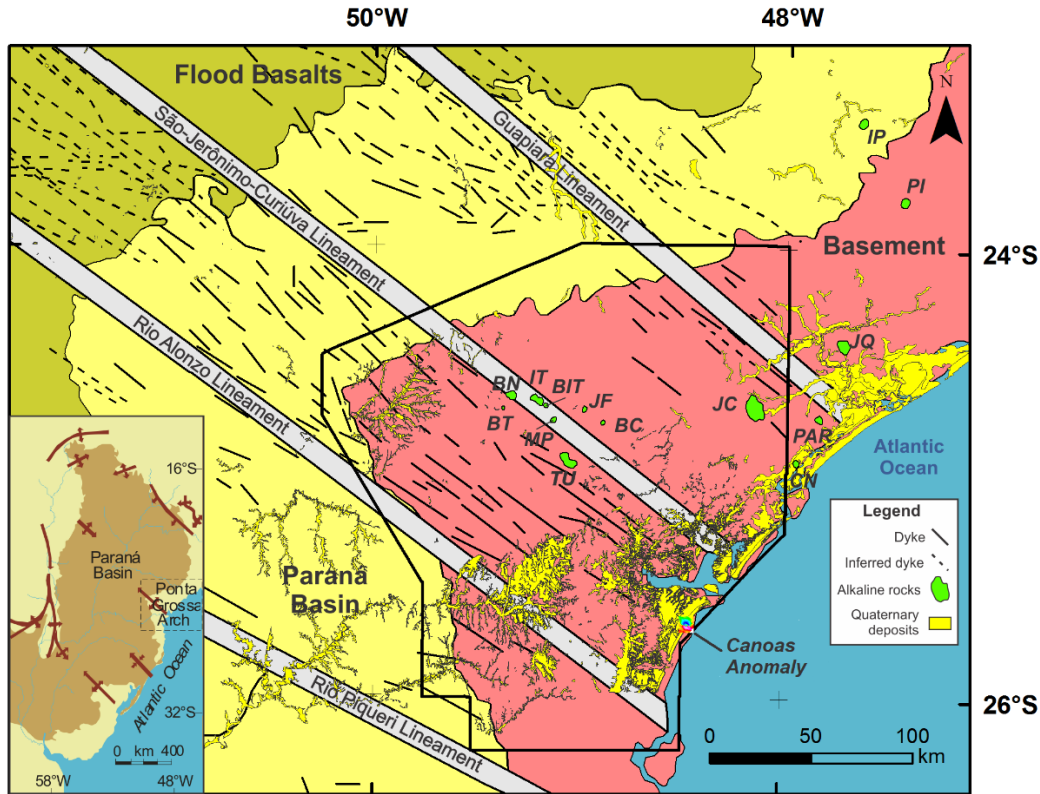 50°W
48°W
Flood Basalts
N
IP
São-Jerônimo-Curiúva Lineament
Guapiara Lineament
PI
Basement
24°S
Rio Alonzo Lineament
JQ
BN
IT
BIT
JF
JC
BT
MP
BC
PAR
TU
CN
Atlantic
Ocean
16°S
Paraná
Basin
Ponta
Grossa
Arch
Atlantic Ocean
32°S
0 km 400
58°W
48°W
Paraná
Basin
Legend
Dyke
Inferred dyke
Alkaline rocks
Quaternary
deposits
Canoas
Anomaly
Rio Piqueri Lineament
26°S
0
50
100
km